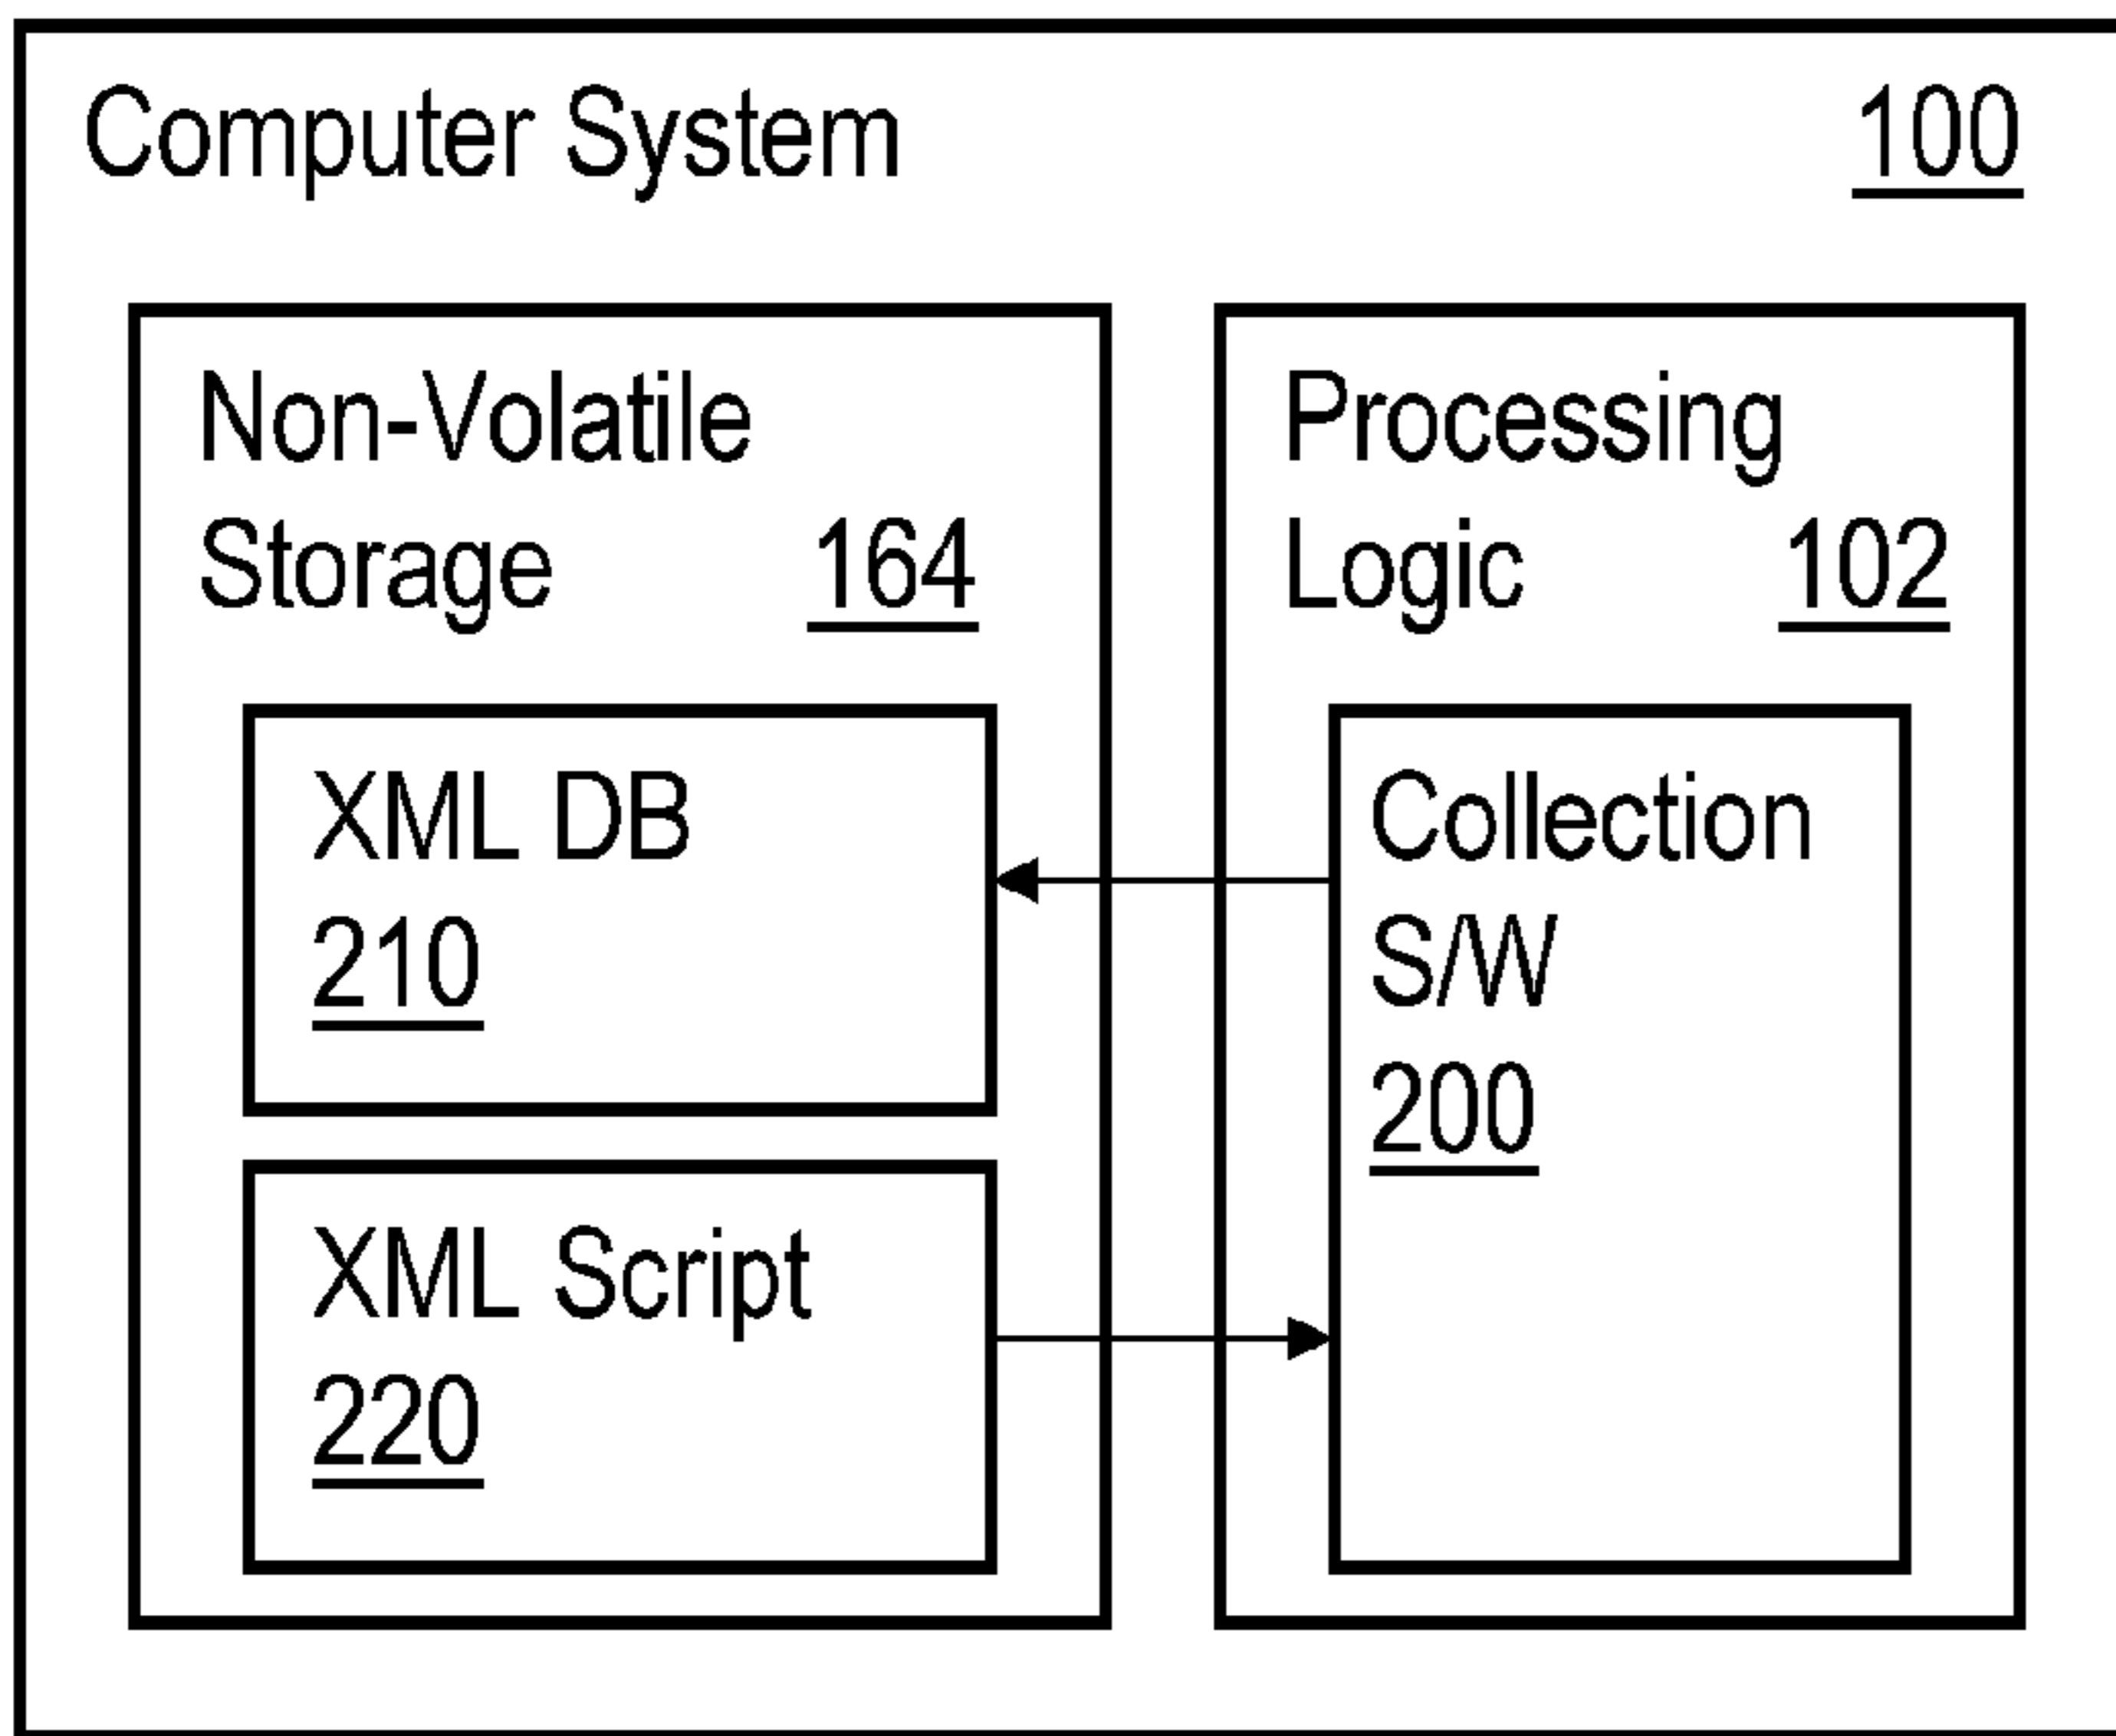 Computer System 100
Non-Volatile
Storage 164
XML DB
210
XML Script
220
Processing
Logic 102
Collection
S/W
200